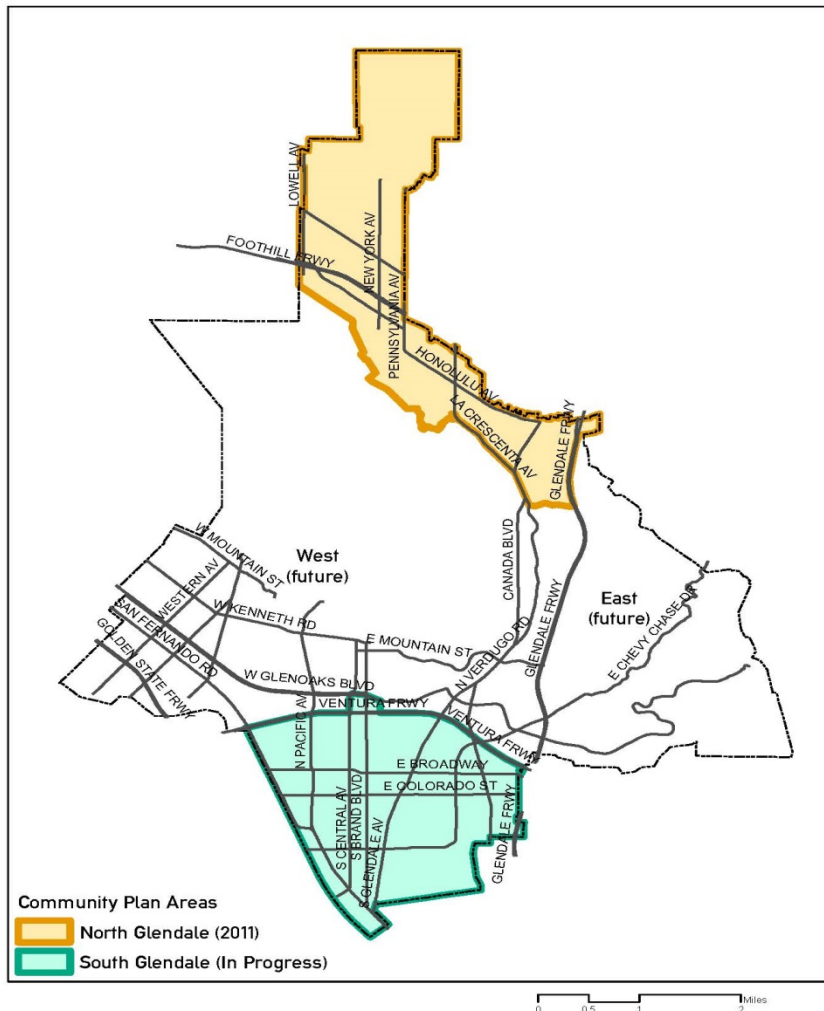 LOWELL AV
FOOTHILL FRWY
NEW YORK AV
PENNSYLVANIA AV
HONOLULU AV
LA CRESCENTA AV
GLENDALE FRWY
W MOUNTAIN ST
West
(future)
WESTERN AV
W KENNETH RD
SAN FERNANDO RD
GOLDEN STATE FRWY
CANADA BLVD
East
(future)
E CHEVY CHASE DR
E MOUNTAIN ST
N VERDUGO RD
GLENDALE FRWY
W GLENOAKS BLVD
N PACIFIC AV
VENTURA FRWY
VENTURA FRWY
E BROADWAY
E COLORADO ST
S CENTRAL AV
S BRAND BLVD
S GLENDALE AV
GLENDALE FRWY
Community Plan Areas
North Glendale (2011)
South Glendale (In Progress)
0 0.5 1 2 Miles